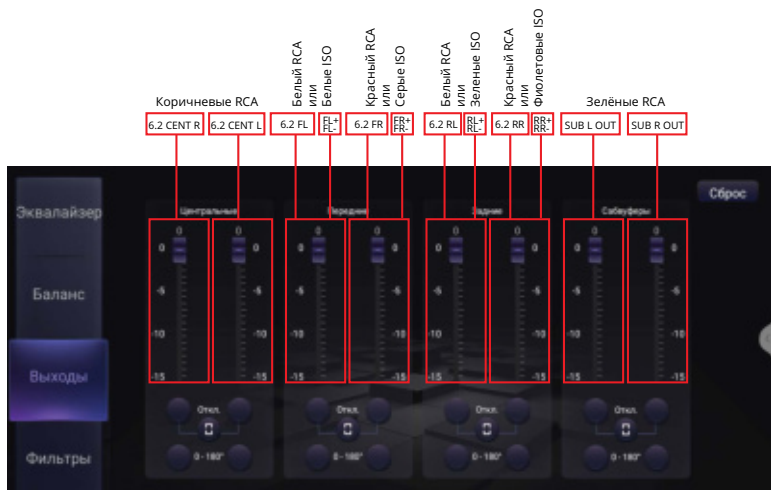 Белый RCA
или
Белые ISO
Красный RCA
или
Серые ISO
Белый RCA
или
Зеленые ISO
Красный RCA
или
Фиолетовые ISO
Коричневые RCA
Зелёные RCA
6.2 CENT R
6.2 CENT L
6.2 FL
FL+
FL-
6.2 FR
FR+
FR-
6.2 RL
RL+
RL-
6.2 RR
RR+
RR-
SUB L OUT
SUB R OUT
Сброс
Эквалайзер
Баланс
Выходы
Фильтры
Центральные
Передние
Задние
Сабвуферы
0 0 0 0 0 0 0 0
0 0 0 0 0 0 0 0
-5 -5 -5 -5 -5 -5 -5 -5
-10 -10 -10 -10 -10 -10 -10 -10
-15 -15 -15 -15 -15 -15 -15 -15
Откл. Откл. Откл. Откл.
0 - 180° 0 - 180° 0 - 180° 0 - 180°